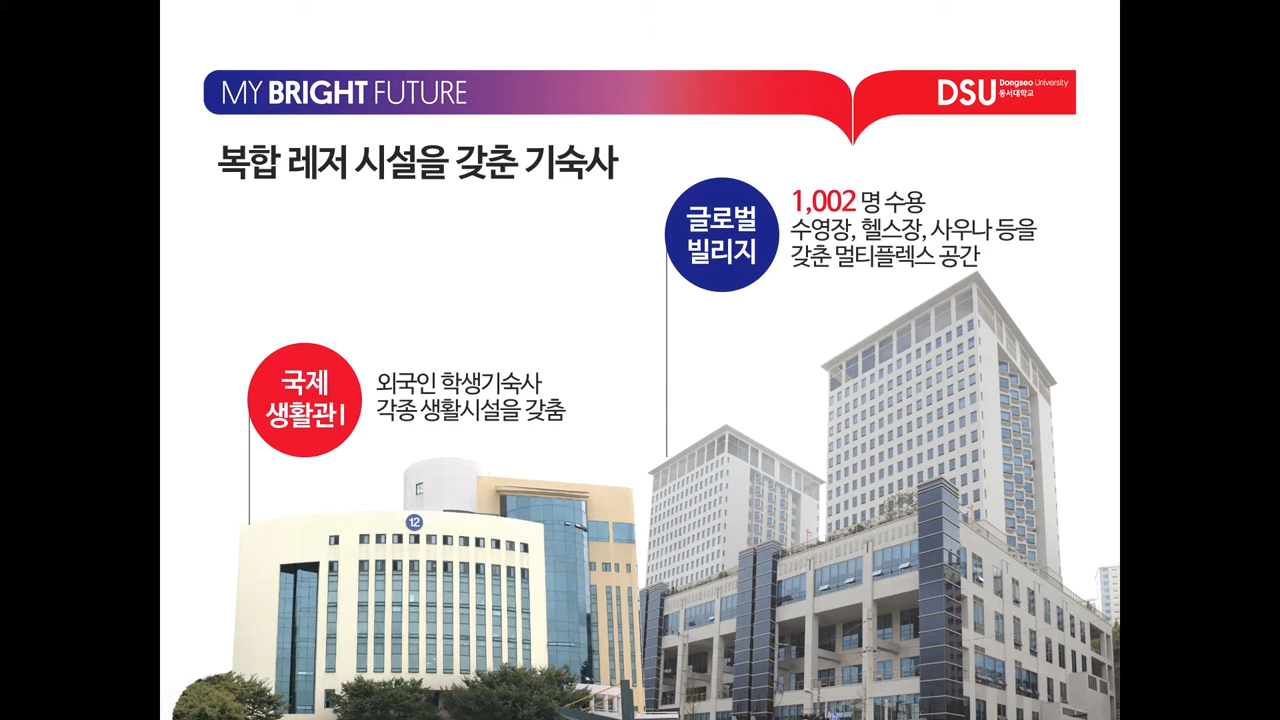 MY BRIGHT FUTURE
DSU Dongseo University
동서대학교
복합 레저 시설을 갖춘 기숙사
글로벌
빌리지
1,002 명 수용
수영장, 헬스장, 사우나 등을
갖춘 멀티플렉스 공간
국제
생활관 I
외국인 학생기숙사
각종 생활시설을 갖춤
12